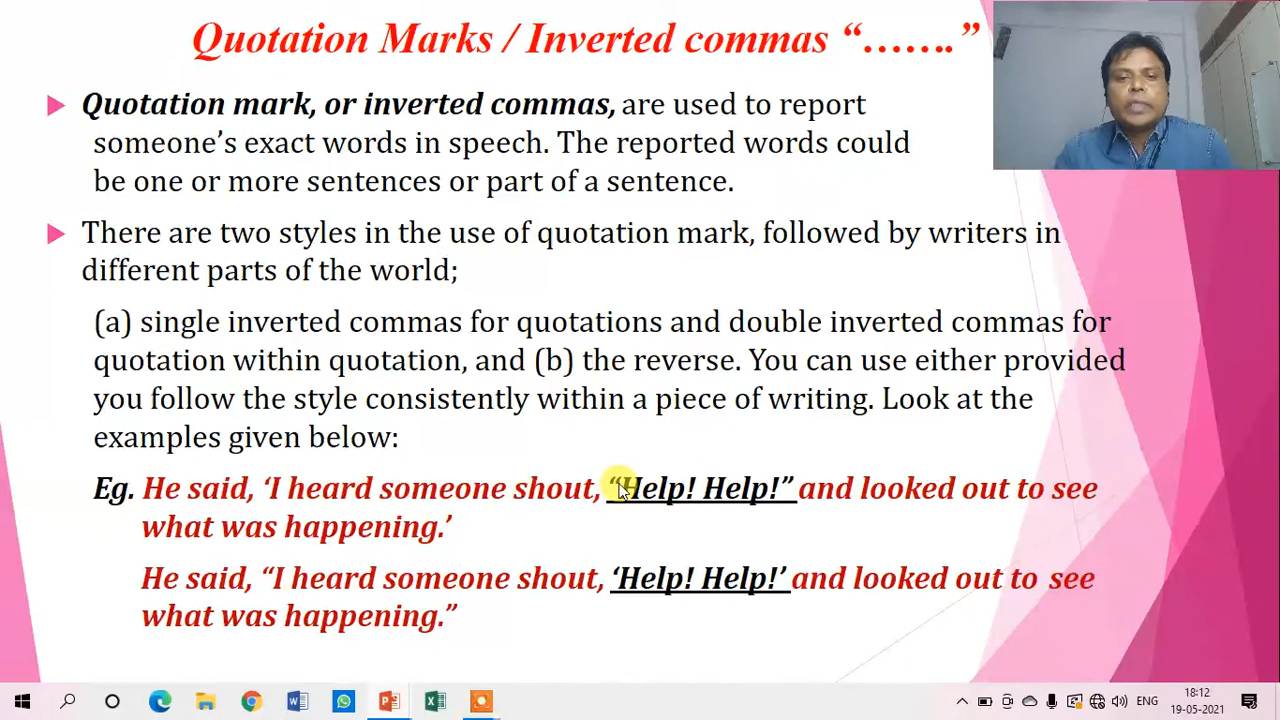 Quotation Marks / Inverted commas “…….”
Quotation mark, or inverted commas, are used to report
someone’s exact words in speech. The reported words could
be one or more sentences or part of a sentence.
There are two styles in the use of quotation mark, followed by writers in
different parts of the world;
(a) single inverted commas for quotations and double inverted commas for
quotation within quotation, and (b) the reverse. You can use either provided
you follow the style consistently within a piece of writing. Look at the
examples given below:
Eg. He said, ‘I heard someone shout, “Help! Help!” and looked out to see
what was happening.’
He said, “I heard someone shout, ‘Help! Help!’ and looked out to see
what was happening.”
ENG
18:12
19-05-2021